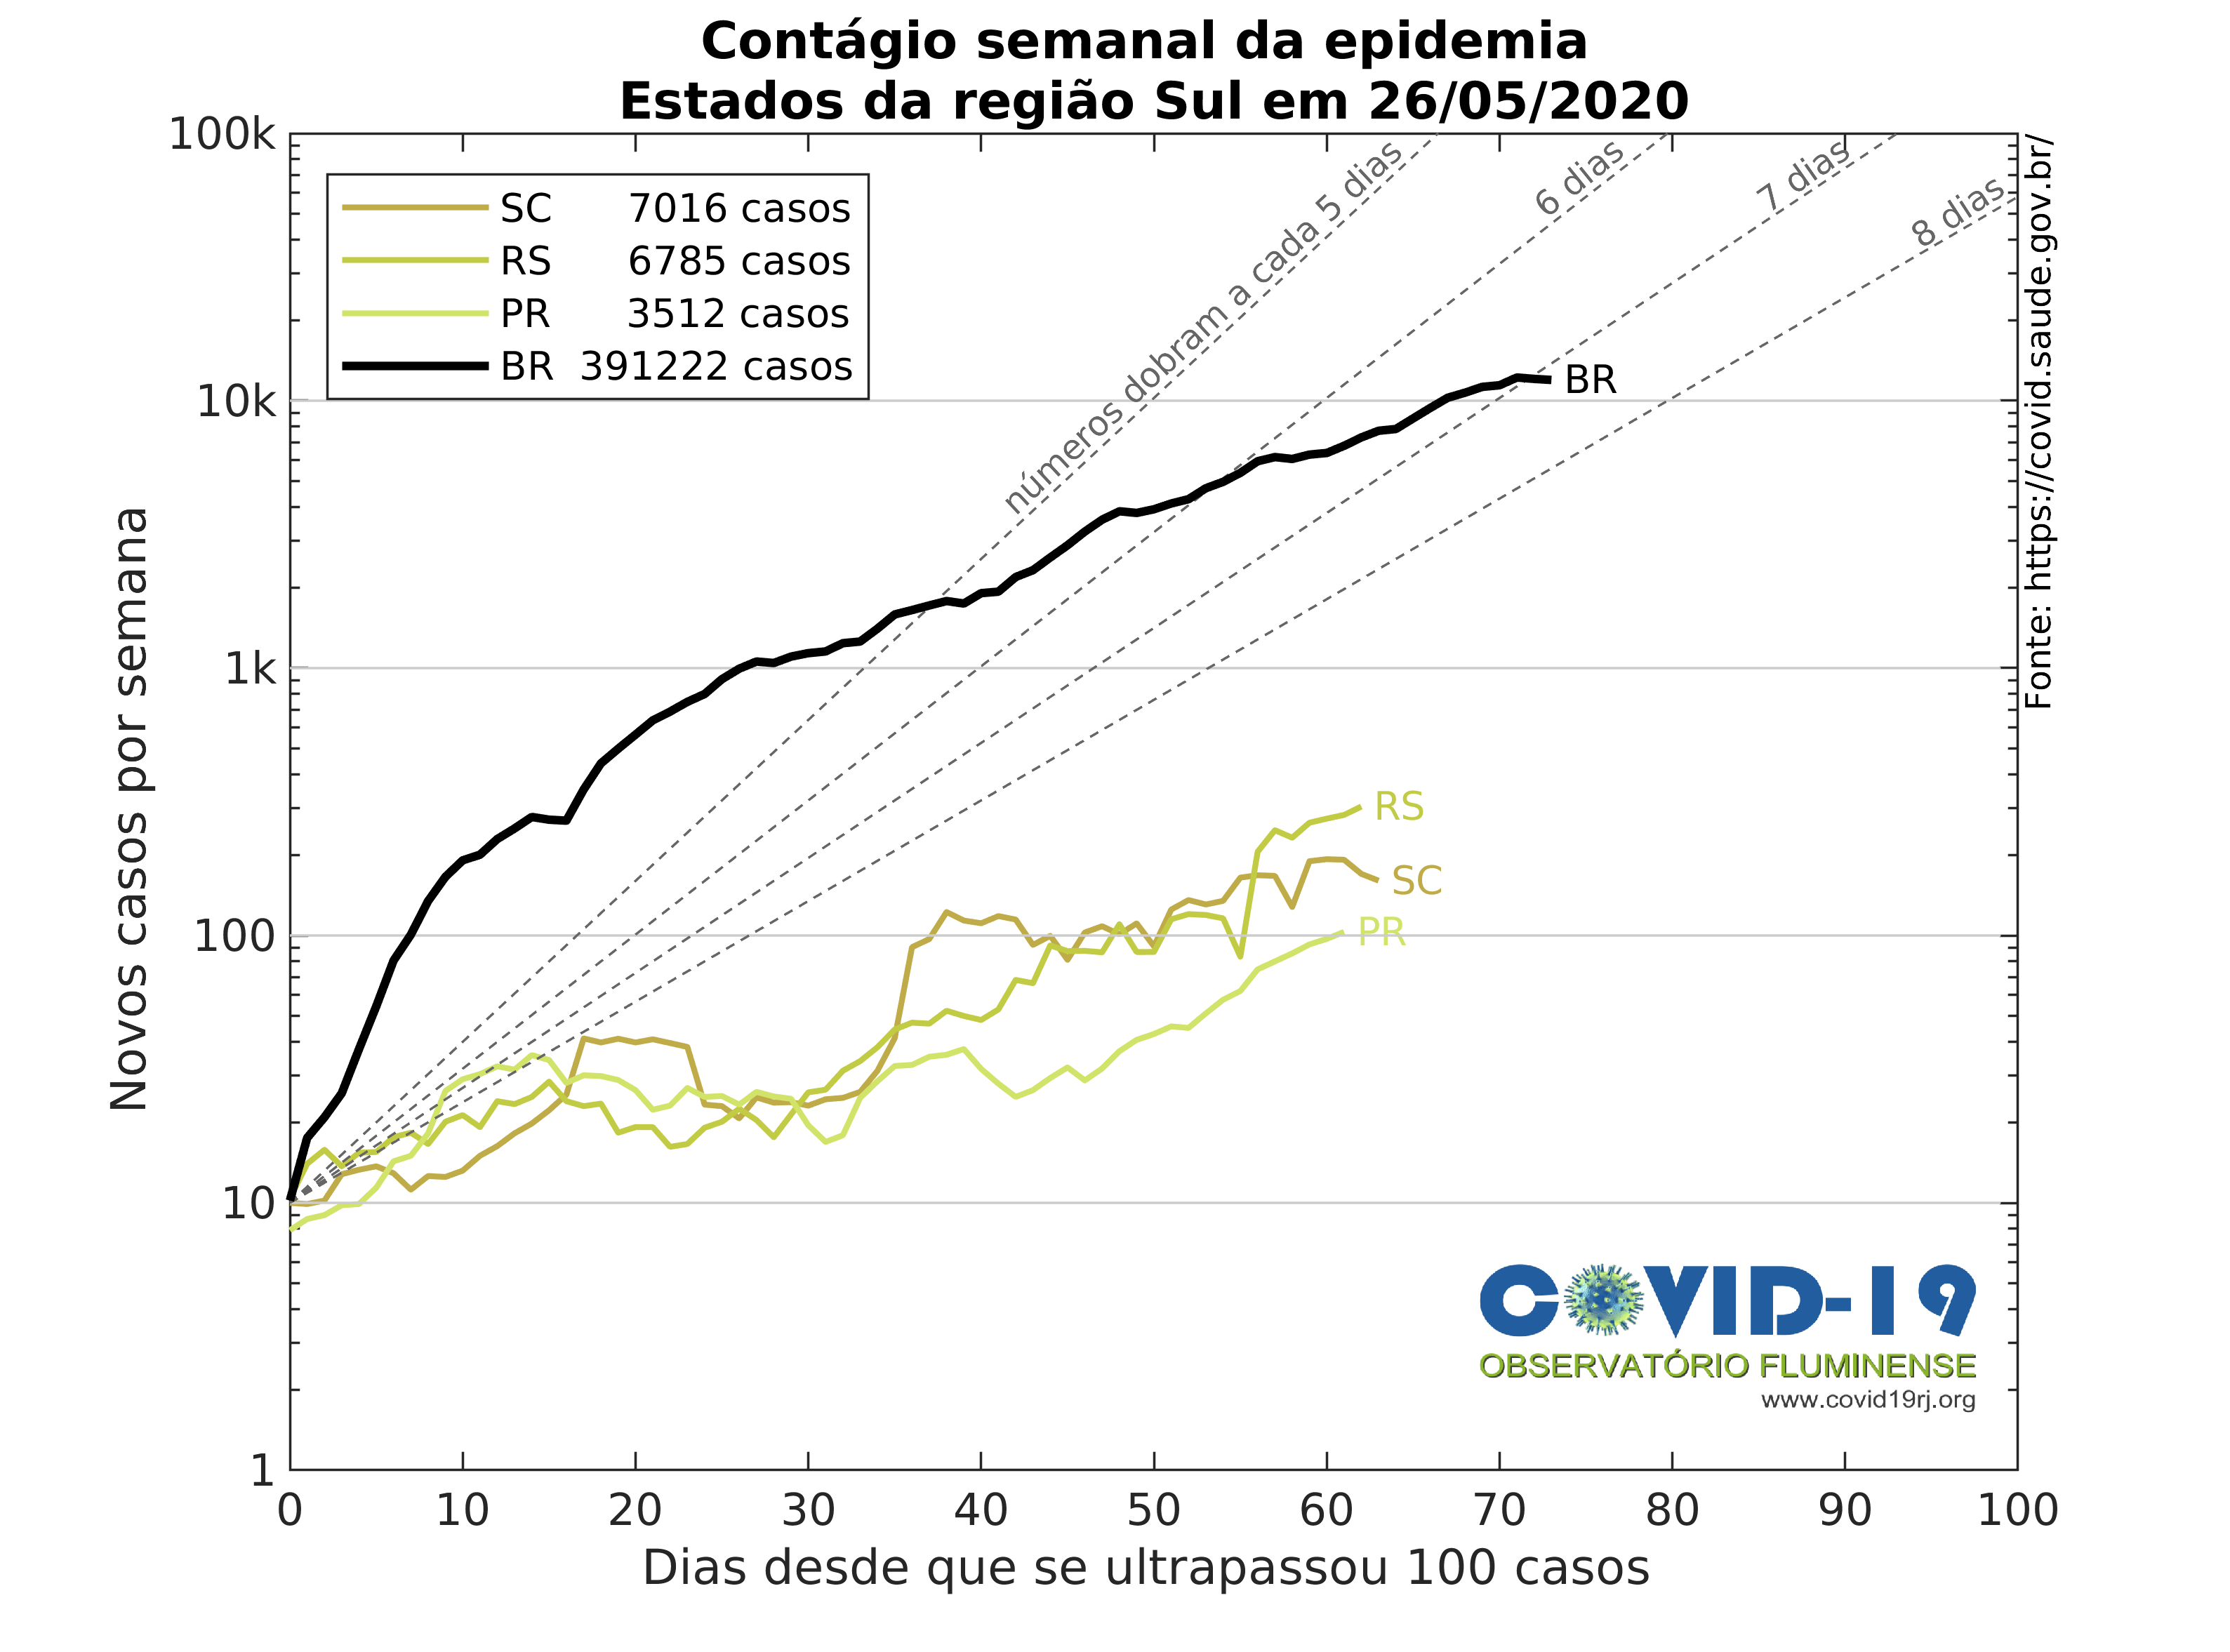 Contágio semanal da epidemia
Estados da região Sul em 26/05/2020
100k
10k
1k
100
10
1
Novos casos por semana
SC 7016 casos
RS 6785 casos
PR 3512 casos
BR 391222 casos
números dobram a cada 5 dias
6 dias
7 dias
8 dias
BR
RS
SC
PR
Fonte: https://covid.saude.gov.br/
COVID-19
OBSERVATÓRIO FLUMINENSE
www.covid19rj.org
0 10 20 30 40 50 60 70 80 90 100
Dias desde que se ultrapassou 100 casos